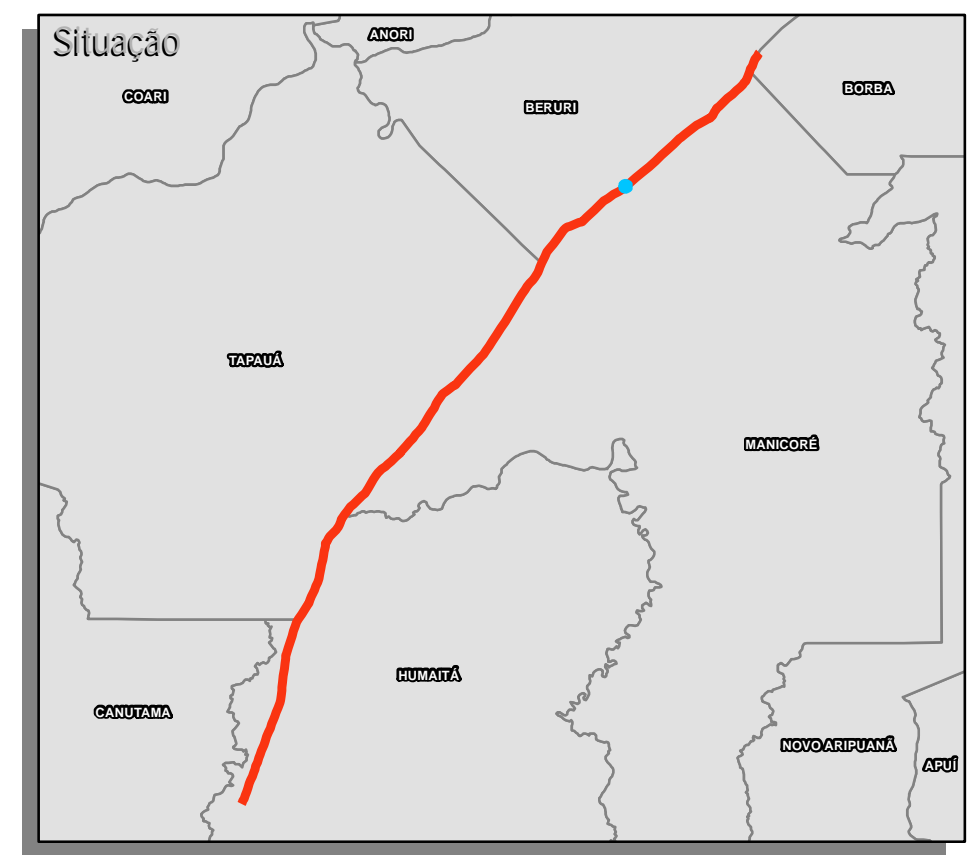 Situação
ANORI
COARI
BORBA
BERURI
TAPAUÁ
MANICORÉ
HUMAITÁ
CANUTAMA
NOVO ARIPUANÃ
APUÍ